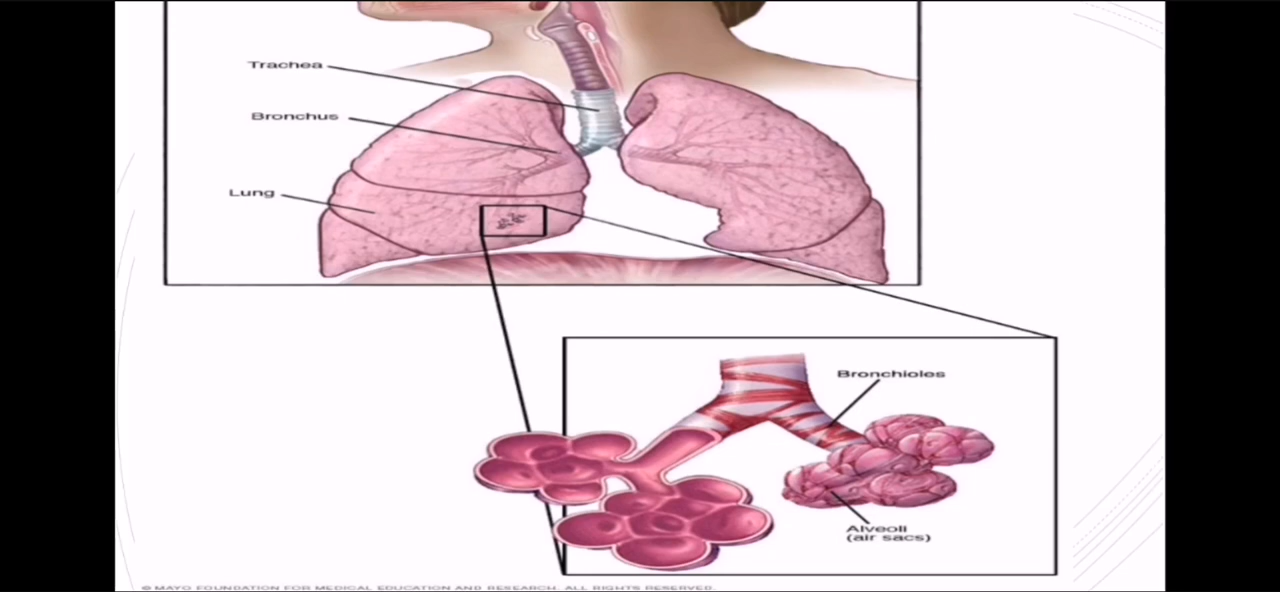 Trachea
Bronchus
Lung
Bronchioles
Alveoli
(air sacs)
© MAYO FOUNDATION FOR MEDICAL EDUCATION AND RESEARCH. ALL RIGHTS RESERVED.